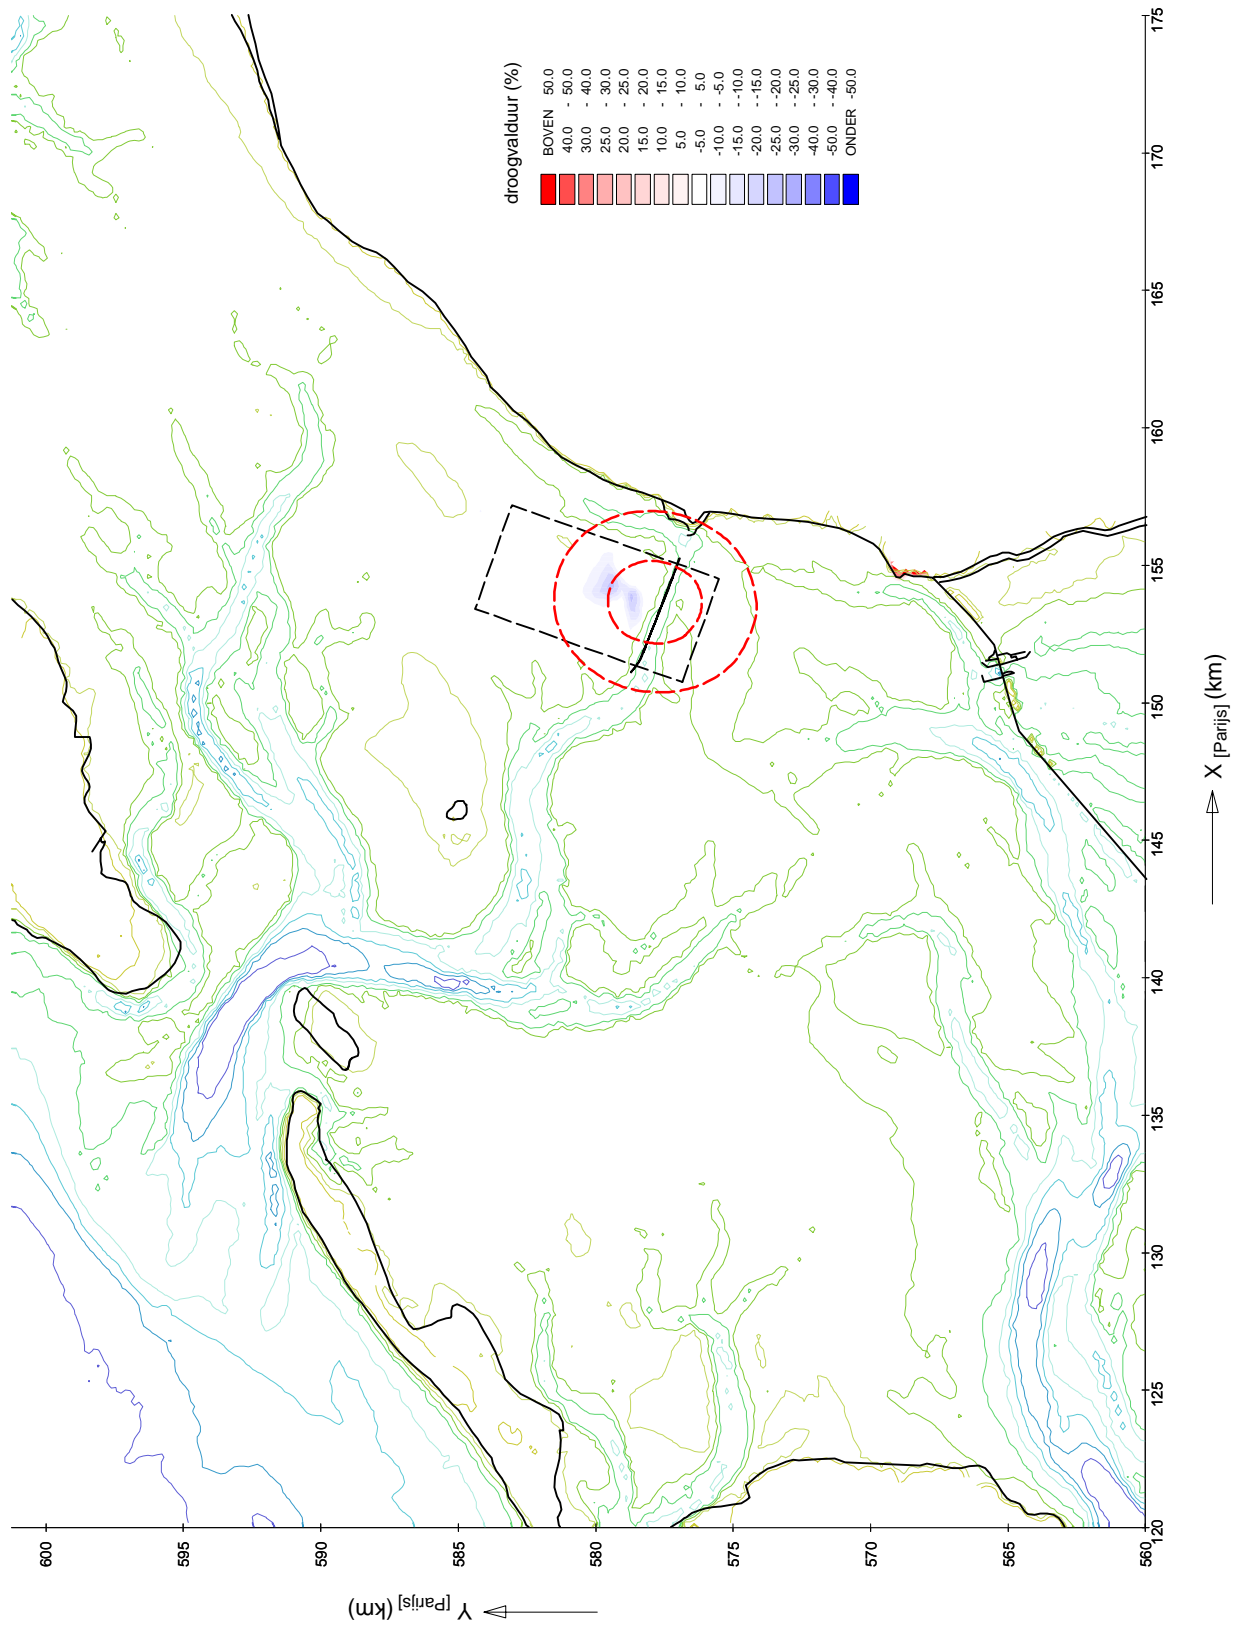 droogvalduur (%)
BOVEN 50.0
40.0 - 50.0
30.0 - 40.0
25.0 - 30.0
20.0 - 25.0
15.0 - 20.0
10.0 - 15.0
5.0 - 10.0
-5.0 - 5.0
-10.0 - -5.0
-15.0 - -10.0
-20.0 - -15.0
-25.0 - -20.0
-30.0 - -25.0
-40.0 - -30.0
-50.0 - -40.0
ONDER -50.0
600
595
590
585
580
575
570
565
560
Y [Parijs] (km)
120
125
130
135
140
145
150
155
160
165
170
175
X [Parijs] (km)